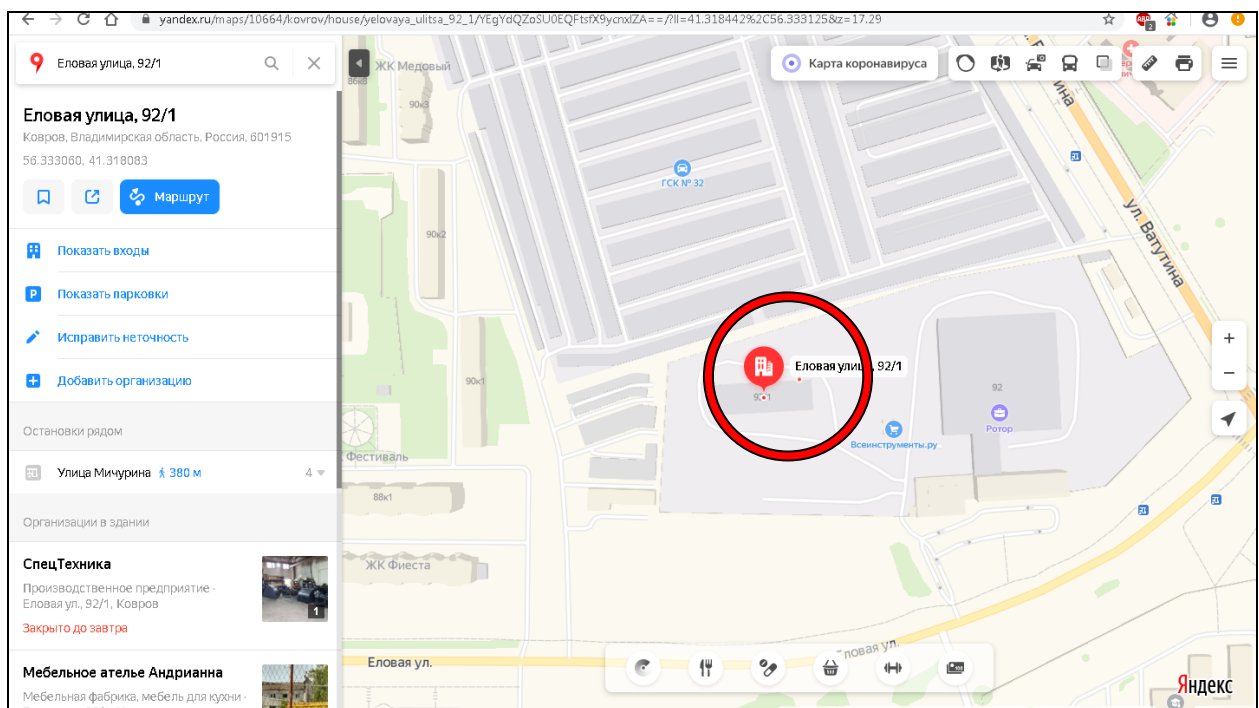 yandex.ru/maps/10664/kovrov/house/yelovaya_ulitsa_92_1/YEgYdQZoSU0EQFtsfX9ycnxlZA==/?ll=41.318442%2C56.333125&z=17.29
Еловая улица, 92/1
Еловая улица, 92/1
Ковров, Владимирская область, Россия, 601915
56.333060, 41.318083
Маршрут
Показать входы
Показать парковки
Исправить неточность
Добавить организацию
Остановки рядом
Улица Мичурина 380 м 4
Организации в здании
СпецТехника
Производственное предприятие ·
Еловая ул., 92/1, Ковров
Закрыто до завтра
1
Мебельное ателье Андрианна
Мебельная фабрика, мебель для кухни ·
ЖК Медовый
86к8
90к3
90к2
90к1
Фестиваль
88к1
ЖК Фиеста
Еловая ул.
ГСК № 32
Карта коронавируса
ул. Ватутина
Еловая улица, 92/1
Всеинструменты.ру
92
Ротор
Яндекс